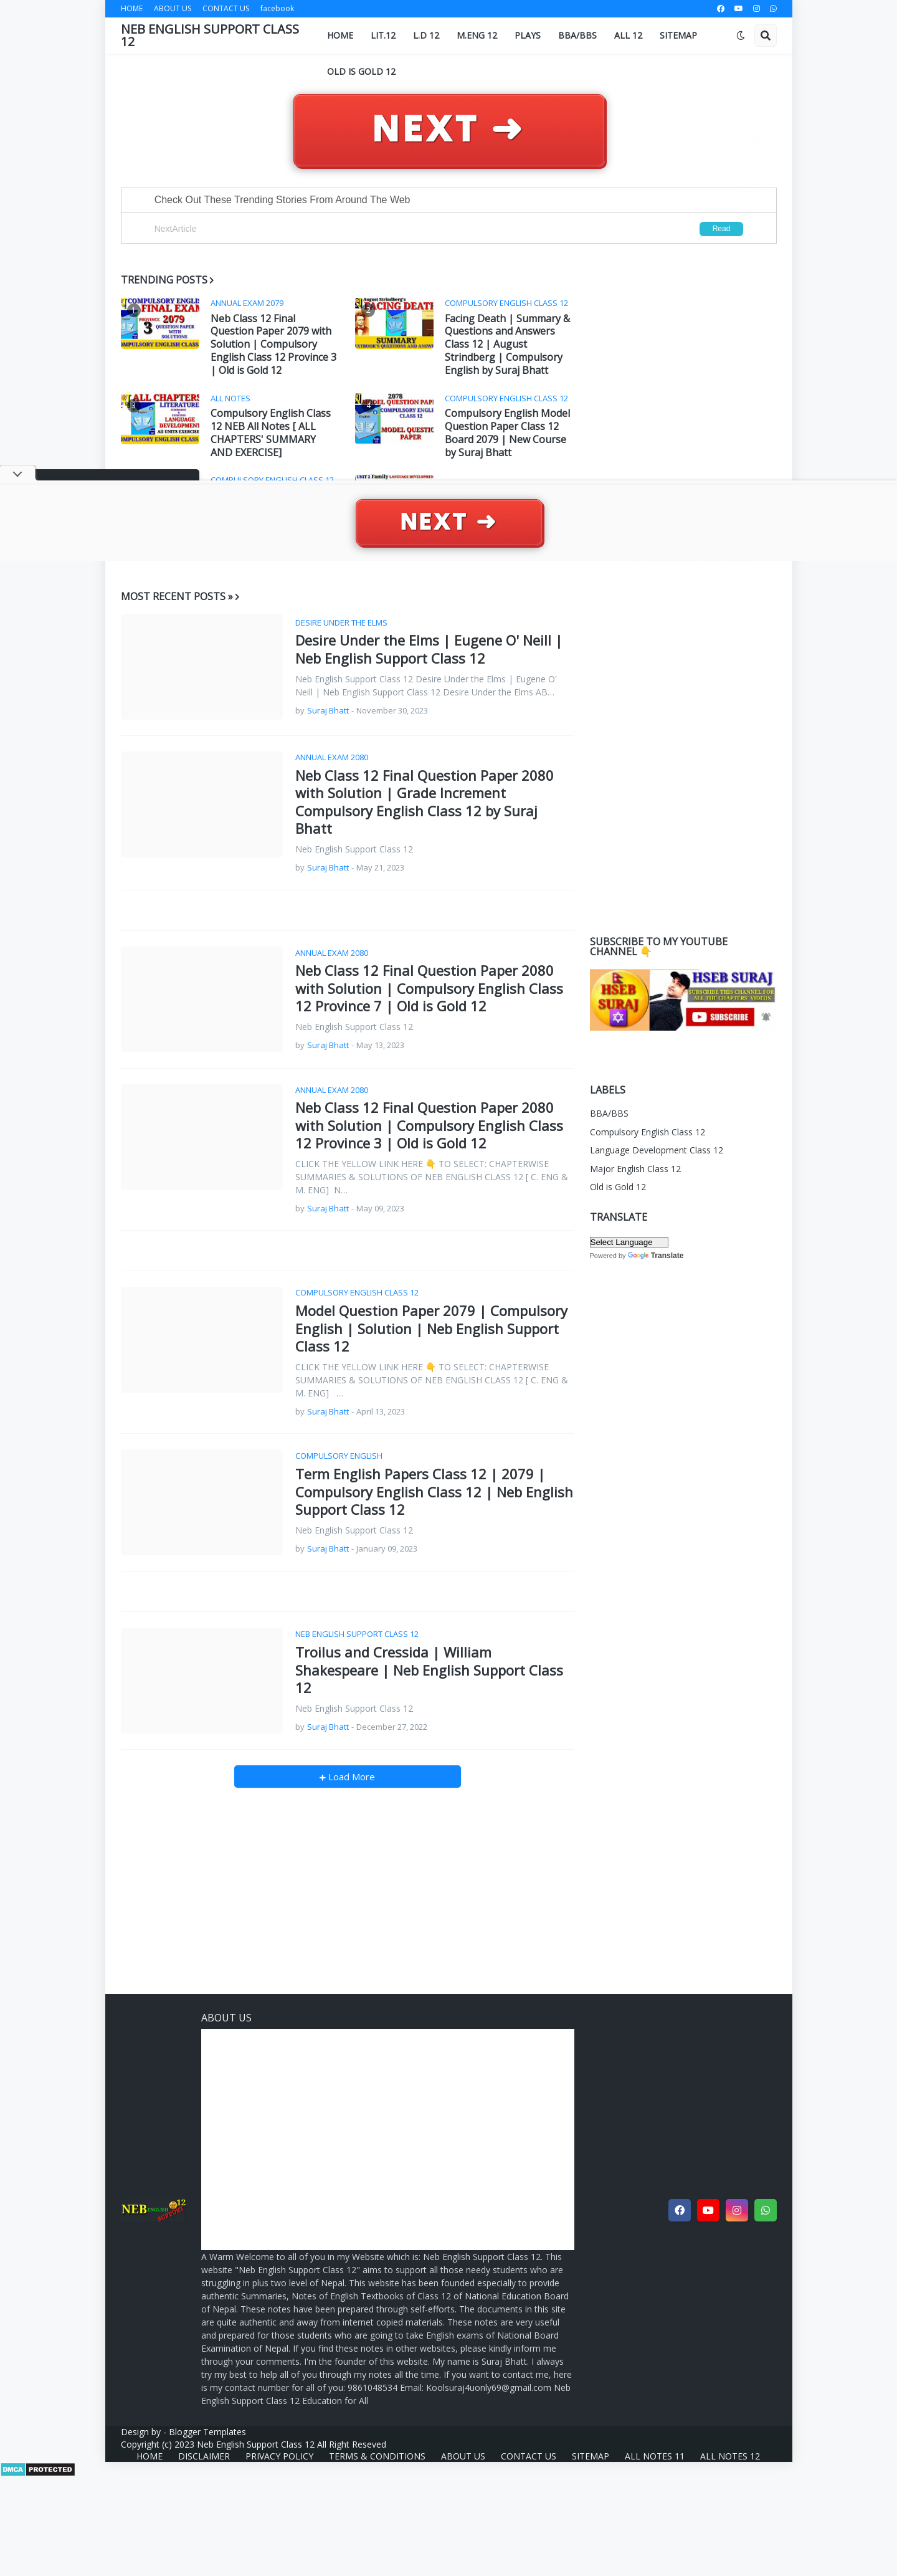 HOME ABOUT US CONTACT US facebook
NEB ENGLISH SUPPORT CLASS
12
HOME LIT.12 L.D 12 M.ENG 12 PLAYS BBA/BBS ALL 12 SITEMAP
OLD IS GOLD 12
NEXT ➜
Check Out These Trending Stories From Around The Web
NextArticle
Read
TRENDING POSTS
ANNUAL EXAM 2079
Neb Class 12 Final
Question Paper 2079 with
Solution | Compulsory
English Class 12 Province 3
| Old is Gold 12
COMPULSORY ENGLISH CLASS 12
Facing Death | Summary &
Questions and Answers
Class 12 | August
Strindberg | Compulsory
English by Suraj Bhatt
ALL NOTES
Compulsory English Class
12 NEB All Notes [ ALL
CHAPTERS' SUMMARY
AND EXERCISE]
COMPULSORY ENGLISH CLASS 12
Compulsory English Model
Question Paper Class 12
Board 2079 | New Course
by Suraj Bhatt
COMPULSORY ENGLISH CLASS 12
NEXT ➜
MOST RECENT POSTS »
DESIRE UNDER THE ELMS
Desire Under the Elms | Eugene O' Neill |
Neb English Support Class 12
Neb English Support Class 12 Desire Under the Elms | Eugene O'
Neill | Neb English Support Class 12 Desire Under the Elms AB…
by Suraj Bhatt - November 30, 2023
ANNUAL EXAM 2080
Neb Class 12 Final Question Paper 2080
with Solution | Grade Increment
Compulsory English Class 12 by Suraj
Bhatt
Neb English Support Class 12
by Suraj Bhatt - May 21, 2023
ANNUAL EXAM 2080
Neb Class 12 Final Question Paper 2080
with Solution | Compulsory English Class
12 Province 7 | Old is Gold 12
Neb English Support Class 12
by Suraj Bhatt - May 13, 2023
ANNUAL EXAM 2080
Neb Class 12 Final Question Paper 2080
with Solution | Compulsory English Class
12 Province 3 | Old is Gold 12
CLICK THE YELLOW LINK HERE 👇 TO SELECT: CHAPTERWISE
SUMMARIES & SOLUTIONS OF NEB ENGLISH CLASS 12 [ C. ENG &
M. ENG] N…
by Suraj Bhatt - May 09, 2023
COMPULSORY ENGLISH CLASS 12
Model Question Paper 2079 | Compulsory
English | Solution | Neb English Support
Class 12
CLICK THE YELLOW LINK HERE 👇 TO SELECT: CHAPTERWISE
SUMMARIES & SOLUTIONS OF NEB ENGLISH CLASS 12 [ C. ENG &
M. ENG] …
by Suraj Bhatt - April 13, 2023
COMPULSORY ENGLISH
Term English Papers Class 12 | 2079 |
Compulsory English Class 12 | Neb English
Support Class 12
Neb English Support Class 12
by Suraj Bhatt - January 09, 2023
NEB ENGLISH SUPPORT CLASS 12
Troilus and Cressida | William
Shakespeare | Neb English Support Class
12
Neb English Support Class 12
by Suraj Bhatt - December 27, 2022
+ Load More
SUBSCRIBE TO MY YOUTUBE
CHANNEL 👇
HSEB
SURAJ
HSEB SURAJ
SUBSCRIBE THIS CHANNEL FOR
ALL THE CHAPTERS' VIDEOS
SUBSCRIBE
LABELS
BBA/BBS
Compulsory English Class 12
Language Development Class 12
Major English Class 12
Old is Gold 12
TRANSLATE
Select Language
Powered by Google Translate
ABOUT US
NEB ENGLISH 12
SUPPORT
A Warm Welcome to all of you in my Website which is: Neb English Support Class 12. This
website "Neb English Support Class 12" aims to support all those needy students who are
struggling in plus two level of Nepal. This website has been founded especially to provide
authentic Summaries, Notes of English Textbooks of Class 12 of National Education Board
of Nepal. These notes have been prepared through self-efforts. The documents in this site
are quite authentic and away from internet copied materials. These notes are very useful
and prepared for those students who are going to take English exams of National Board
Examination of Nepal. If you find these notes in other websites, please kindly inform me
through your comments. I'm the founder of this website. My name is Suraj Bhatt. I always
try my best to help all of you through my notes all the time. If you want to contact me, here
is my contact number for all of you: 9861048534 Email: Koolsuraj4uonly69@gmail.com Neb
English Support Class 12 Education for All
Design by - Blogger Templates
Copyright (c) 2023 Neb English Support Class 12 All Right Reseved
HOME DISCLAIMER PRIVACY POLICY TERMS & CONDITIONS ABOUT US CONTACT US SITEMAP ALL NOTES 11 ALL NOTES 12
DMCA PROTECTED